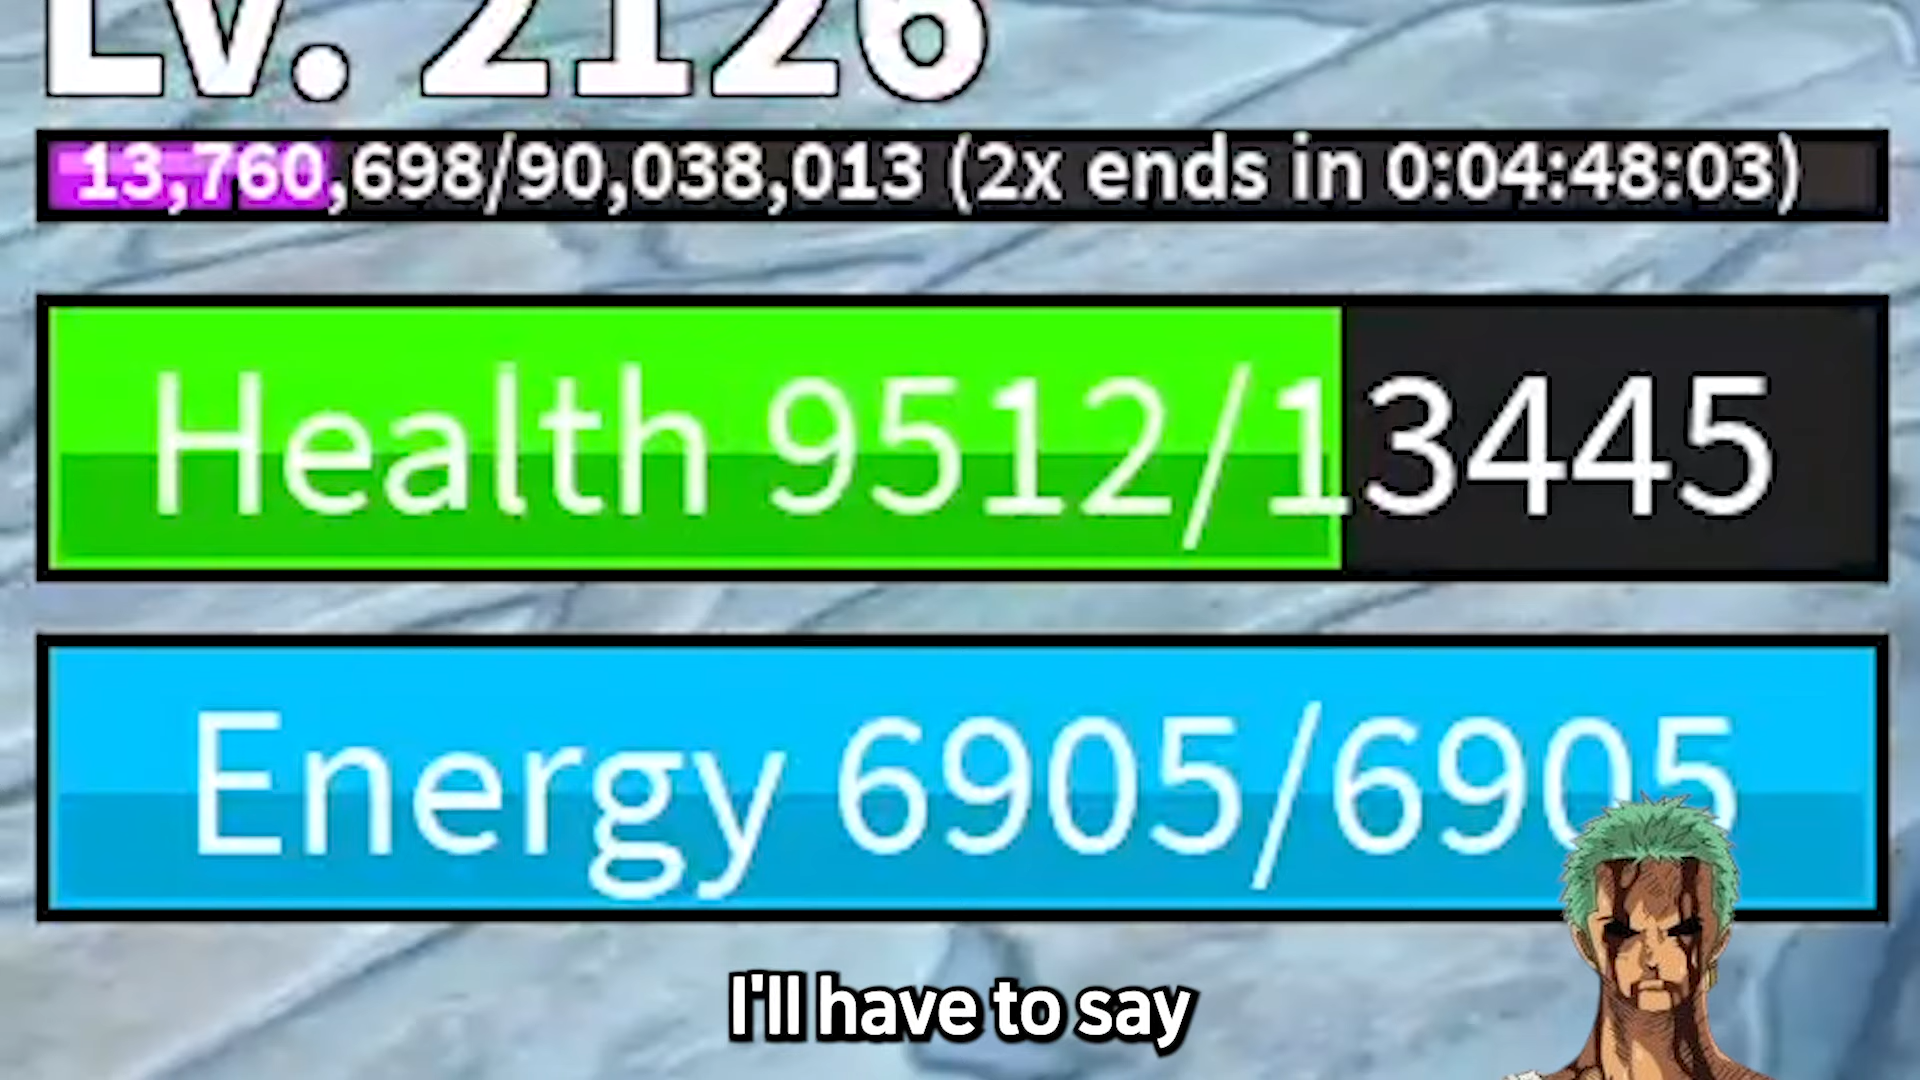 Lv. 2126
13,760,698/90,038,013 (2x ends in 0:04:48:03)
Health 9512/13445
Energy 6905/6905
I'll have to say